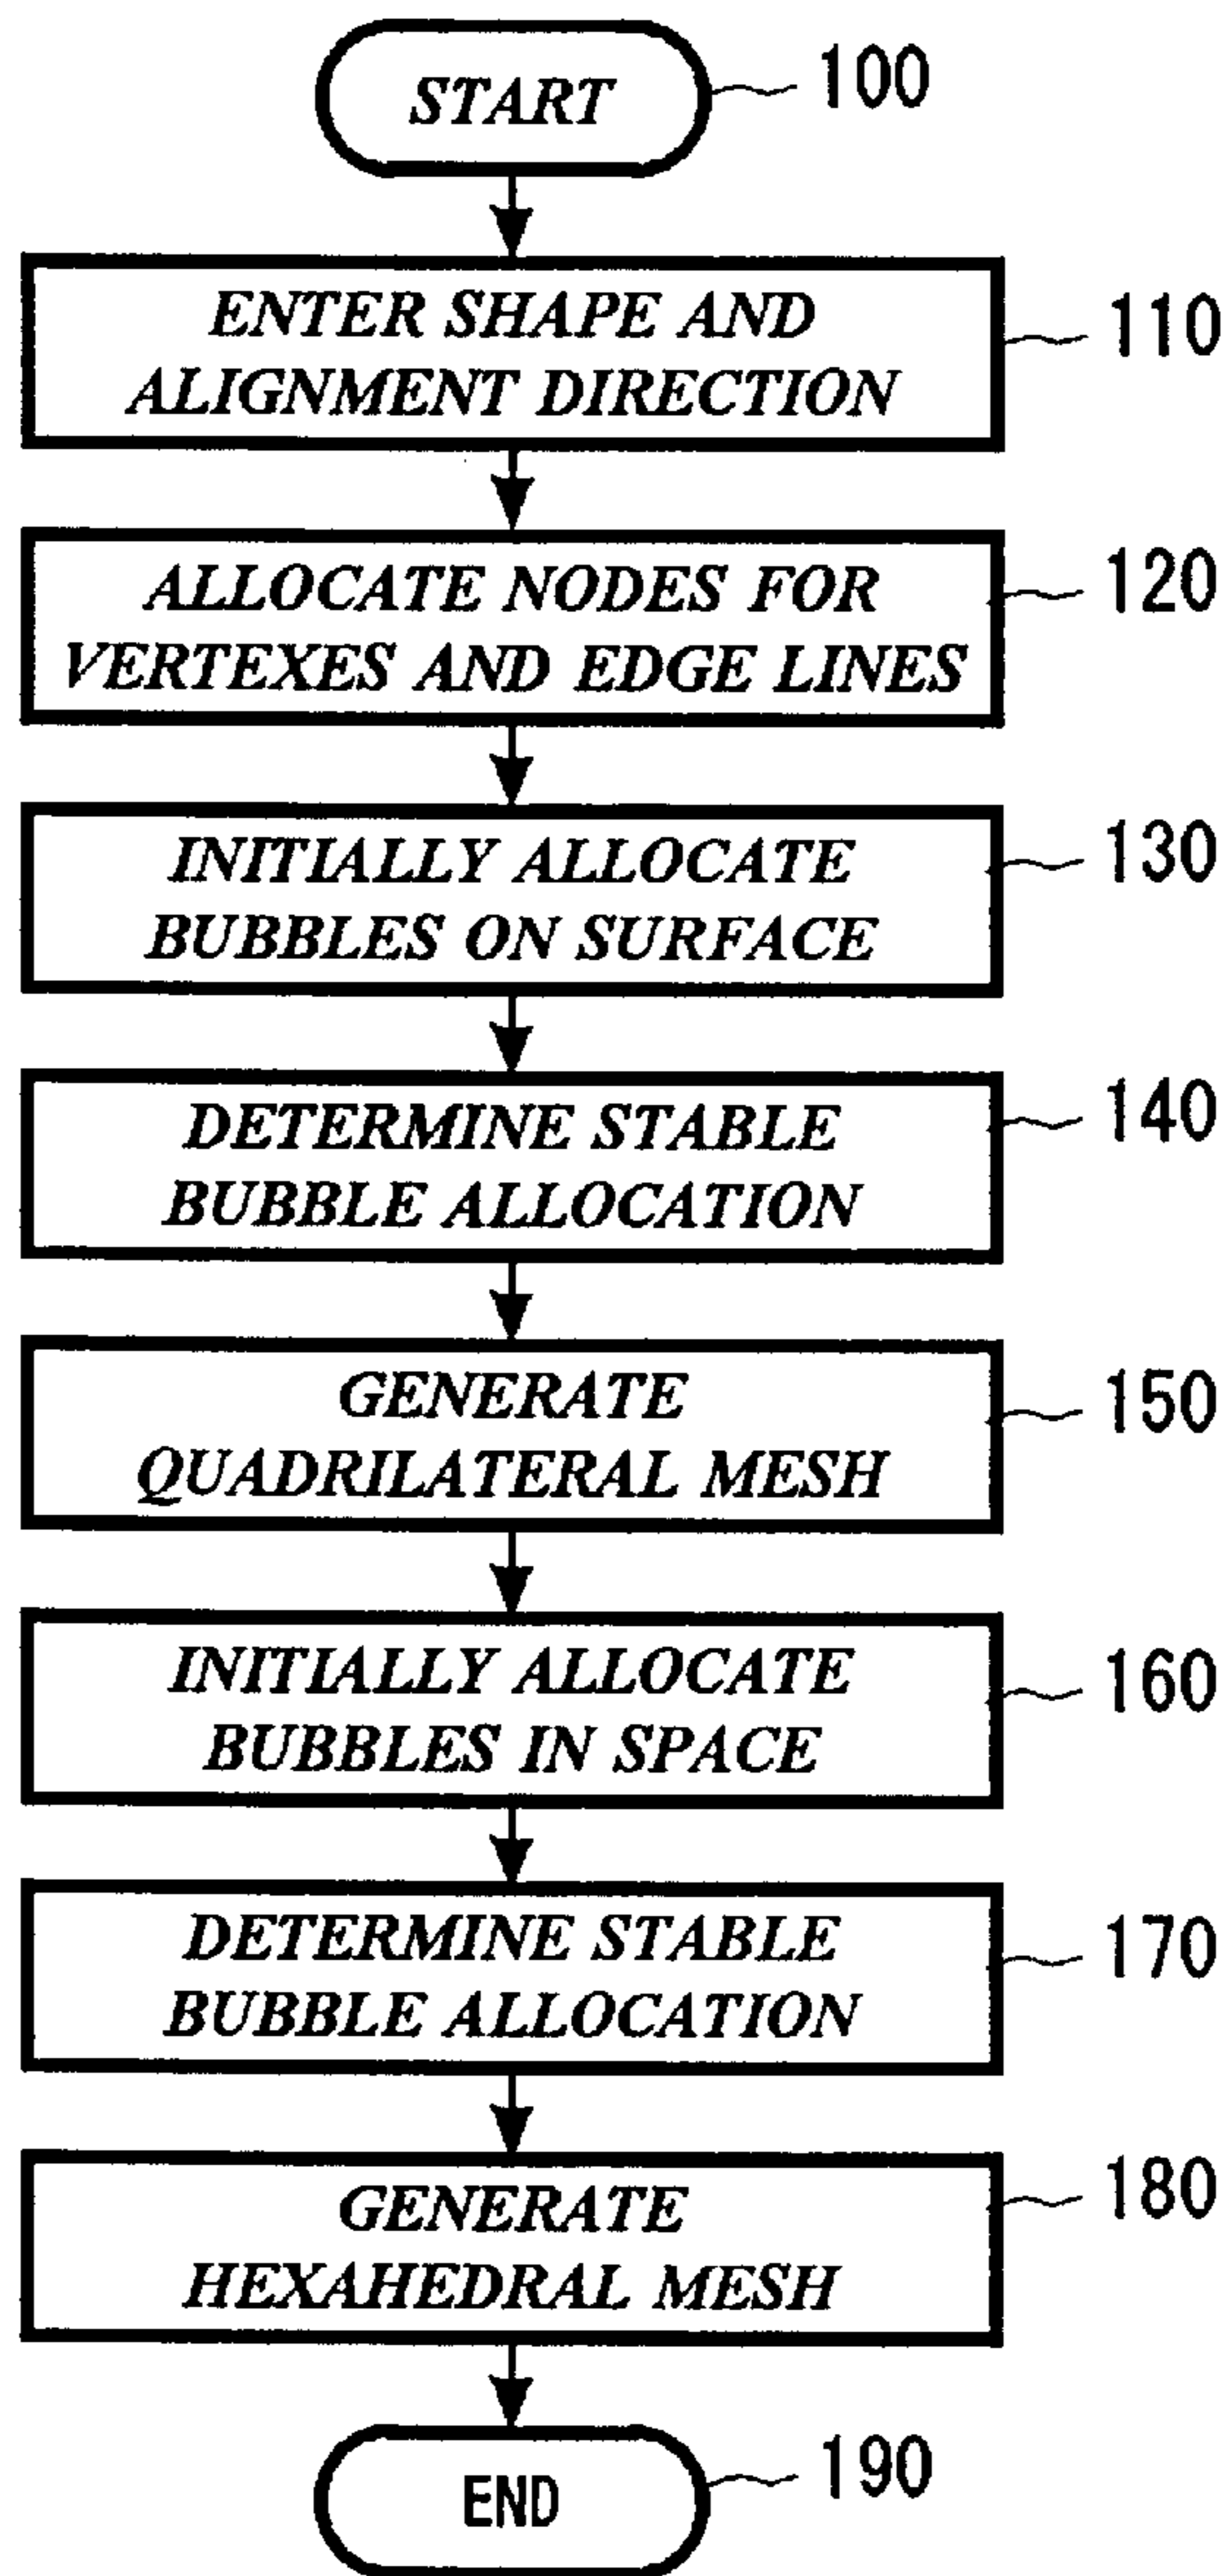 START
100
ENTER SHAPE AND
ALIGNMENT DIRECTION
110
ALLOCATE NODES FOR
VERTEXES AND EDGE LINES
120
INITIALLY ALLOCATE
BUBBLES ON SURFACE
130
DETERMINE STABLE
BUBBLE ALLOCATION
140
GENERATE
QUADRILATERAL MESH
150
INITIALLY ALLOCATE
BUBBLES IN SPACE
160
DETERMINE STABLE
BUBBLE ALLOCATION
170
GENERATE
HEXAHEDRAL MESH
180
END
190